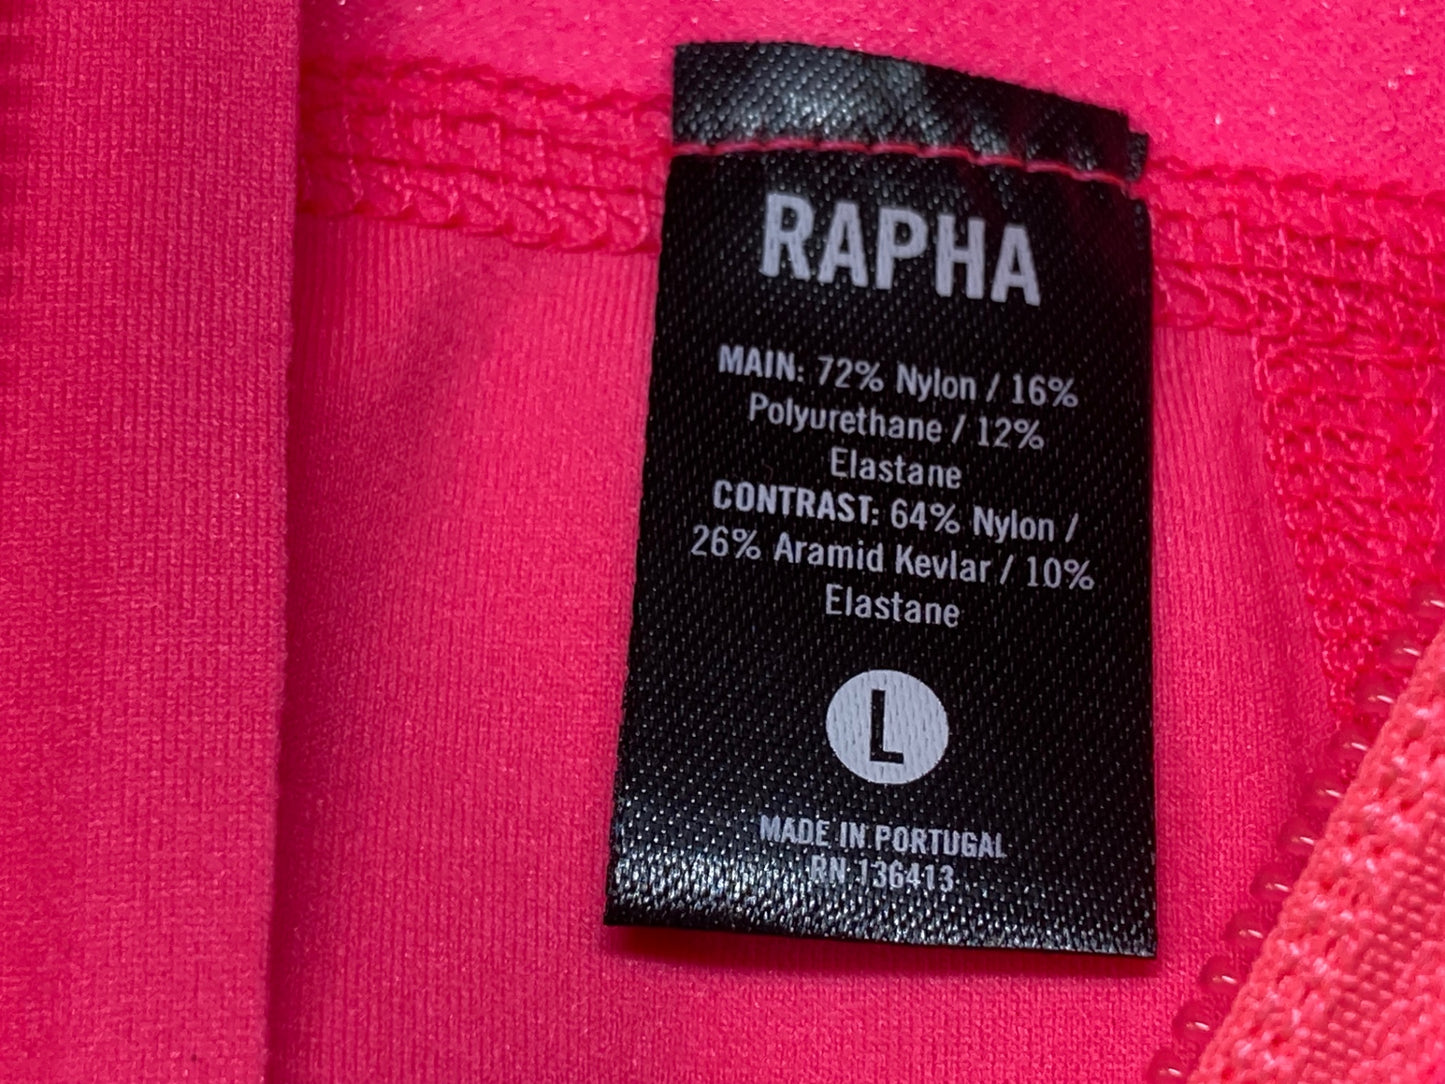 RAPHA
MAIN: 72% Nylon / 16%
Polyurethane / 12%
Elastane
CONTRAST: 64% Nylon /
26% Aramid Kevlar / 10%
Elastane
L
MADE IN PORTUGAL
RN 136413